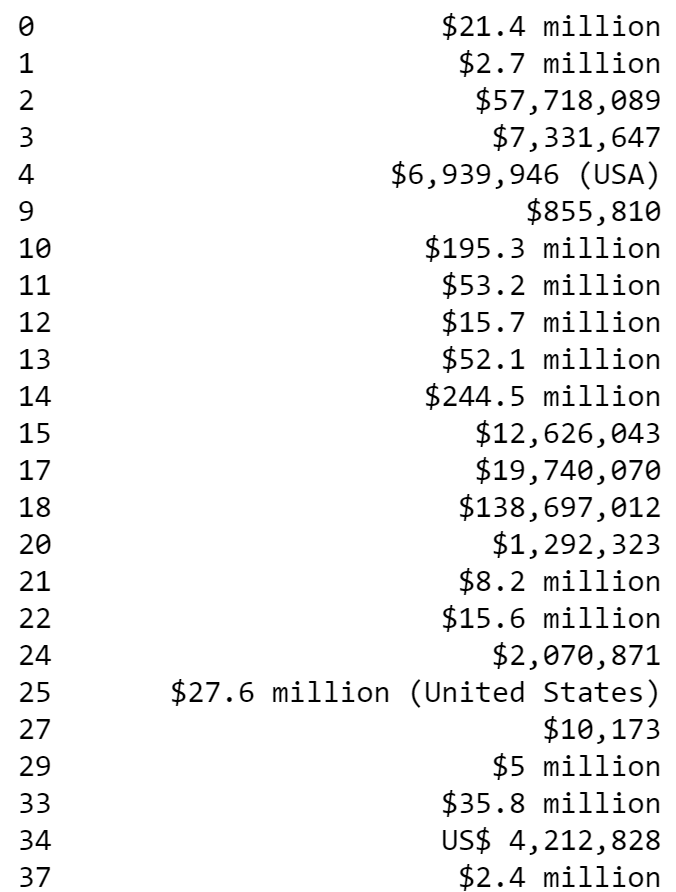 0 $21.4 million
1 $2.7 million
2 $57,718,089
3 $7,331,647
4 $6,939,946 (USA)
9 $855,810
10 $195.3 million
11 $53.2 million
12 $15.7 million
13 $52.1 million
14 $244.5 million
15 $12,626,043
17 $19,740,070
18 $138,697,012
20 $1,292,323
21 $8.2 million
22 $15.6 million
24 $2,070,871
25 $27.6 million (United States)
27 $10,173
29 $5 million
33 $35.8 million
34 US$ 4,212,828
37 $2.4 million